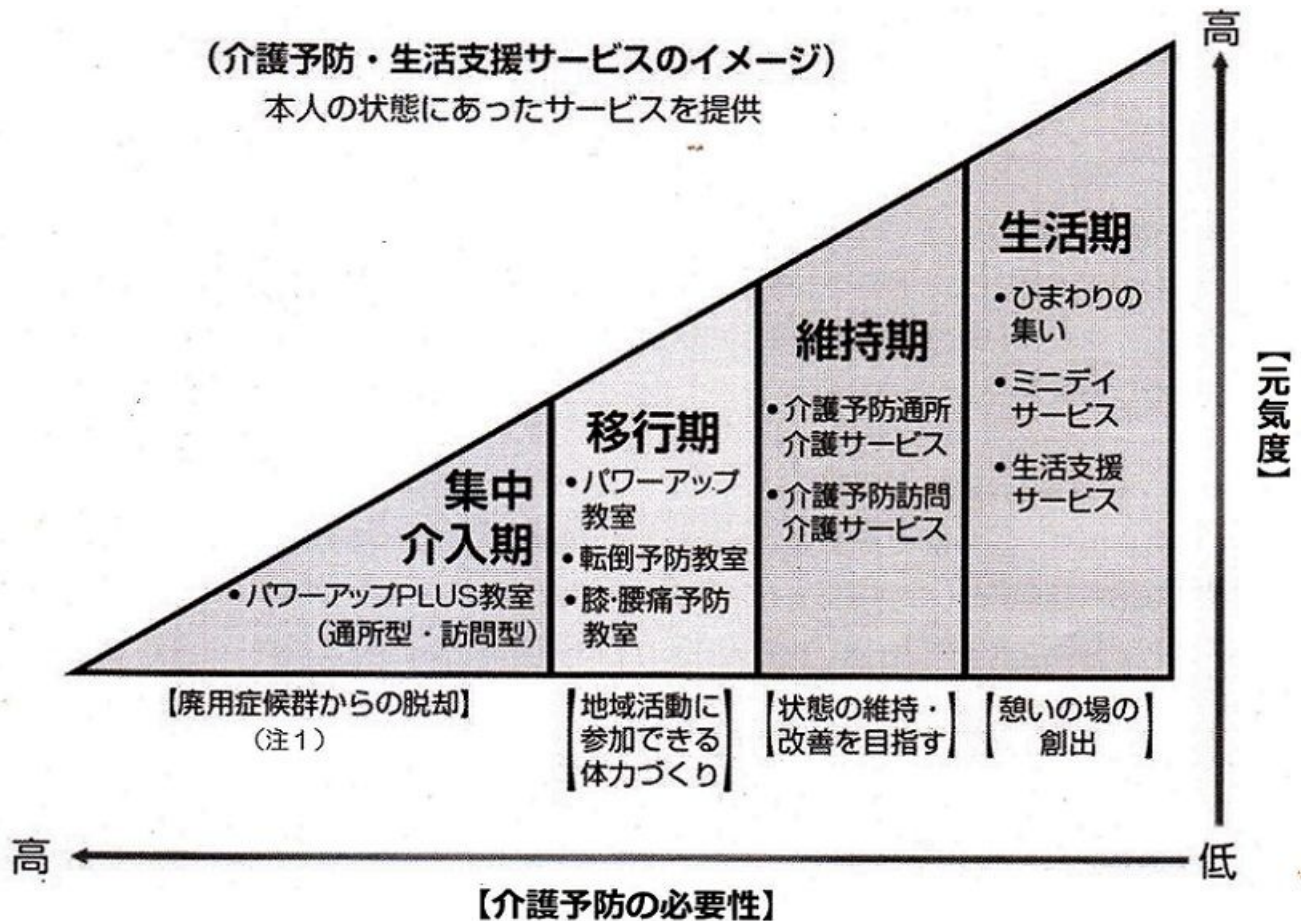 （介護予防・生活支援サービスのイメージ）
本人の状態にあったサービスを提供
高
【元気度】
生活期
•ひまわりの
集い
•ミニデイ
サービス
•生活支援
サービス
維持期
•介護予防通所
介護サービス
•介護予防訪問
介護サービス
移行期
•パワーアップ
教室
•転倒予防教室
•膝・腰痛予防
教室
集中
介入期
•パワーアップPLUS教室
（通所型・訪問型）
【廃用症候群からの脱却】
（注1）
【地域活動に
参加できる
体力づくり】
【状態の維持・
改善を目指す】
【憩いの場の
創出】
高
低
【介護予防の必要性】